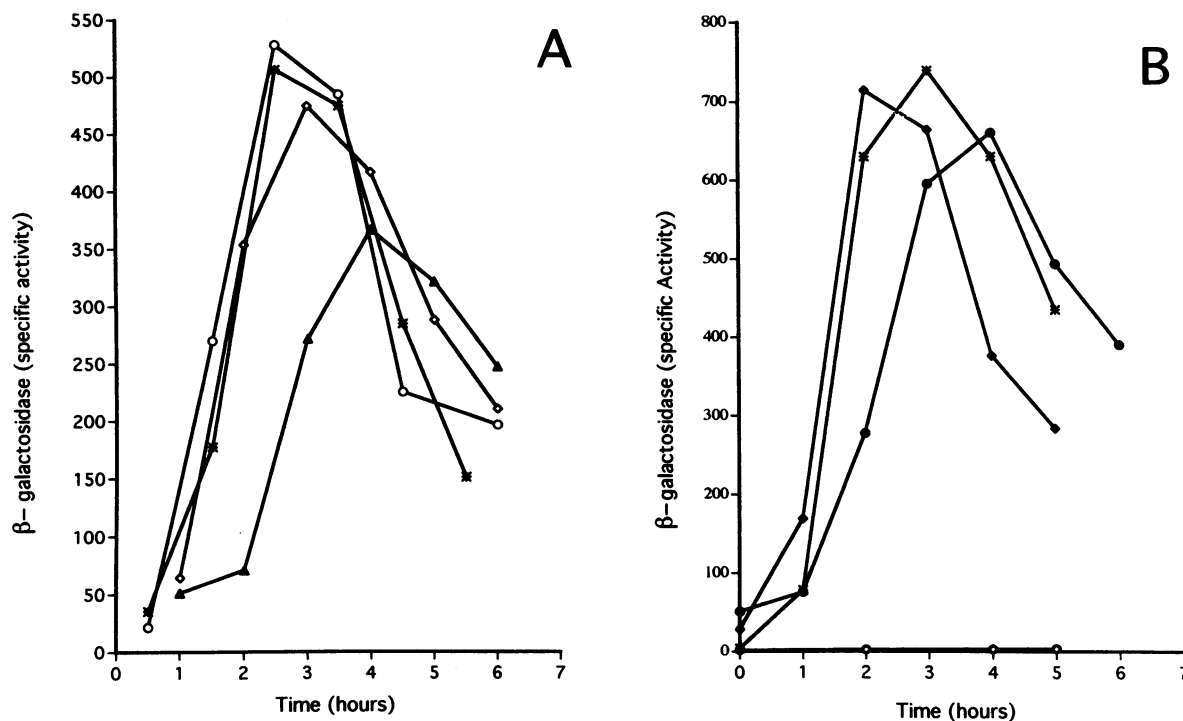 A
β- galactosidase (specific activity)
550
500
450
400
350
300
250
200
150
100
50
0
0 1 2 3 4 5 6 7
Time (hours)
B
β-galactosidase (specific Activity)
800
700
600
500
400
300
200
100
0
0 1 2 3 4 5 6 7
Time (hours)